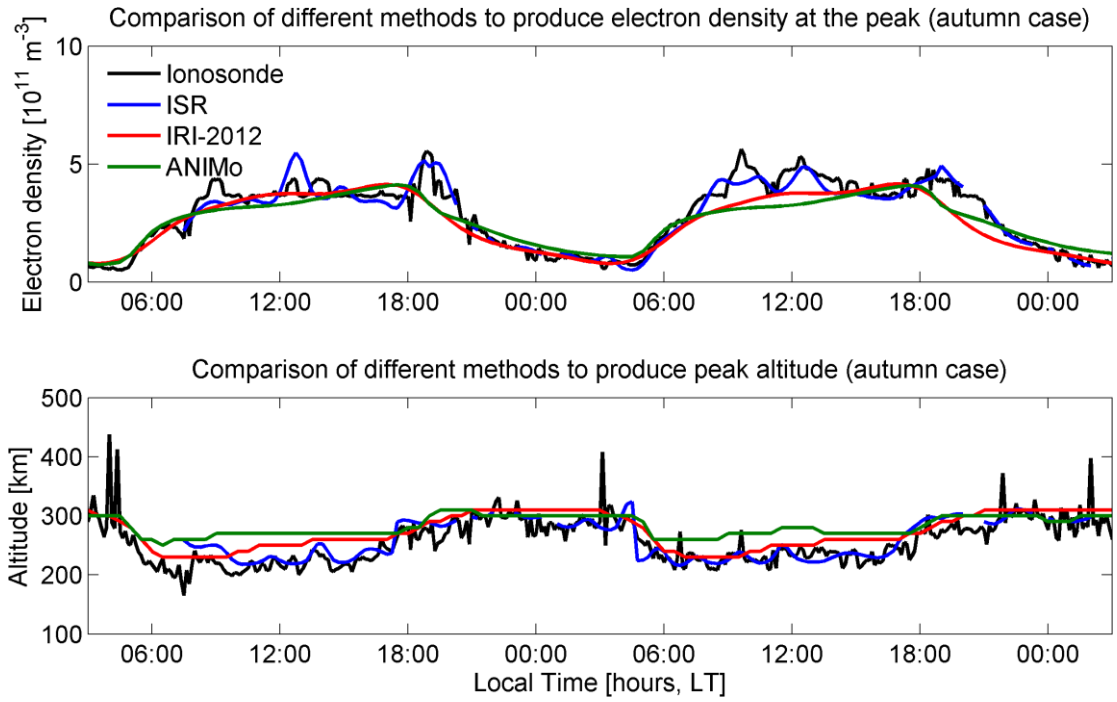 Comparison of different methods to produce electron density at the peak (autumn case)
Electron density [10¹¹ m⁻³]
10
5
0
Ionosonde
ISR
IRI-2012
ANIMo
06:00 12:00 18:00 00:00 06:00 12:00 18:00 00:00
Comparison of different methods to produce peak altitude (autumn case)
Altitude [km]
500
400
300
200
100
06:00 12:00 18:00 00:00 06:00 12:00 18:00 00:00
Local Time [hours, LT]